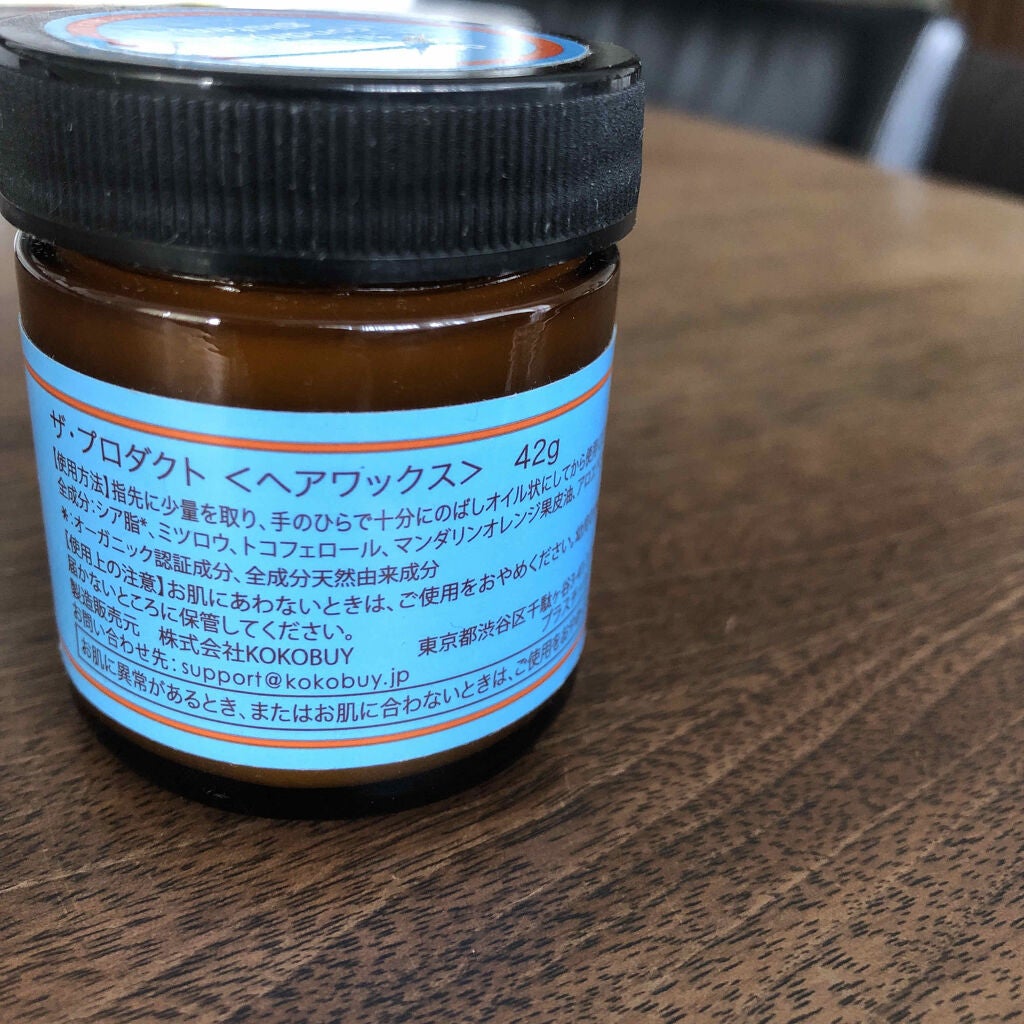 ザ・プロダクト <ヘアワックス> 42g
【使用方法】指先に少量を取り、手のひらで十分にのばしオイル状にしてから
全成分:シア脂*、ミツロウ、トコフェロール、マンダリンオレンジ果皮油、アロエ
*:オーガニック認証成分、全成分天然由来成分
【使用上の注意】お肌にあわないときは、ご使用をおやめください。
届かないところに保管してください。
製造販売元 株式会社KOKOBUY 東京都渋谷区千駄ヶ谷
お問い合わせ先:support@kokobuy.jp
お肌に異常があるとき、またはお肌に合わないときは、ご使用を